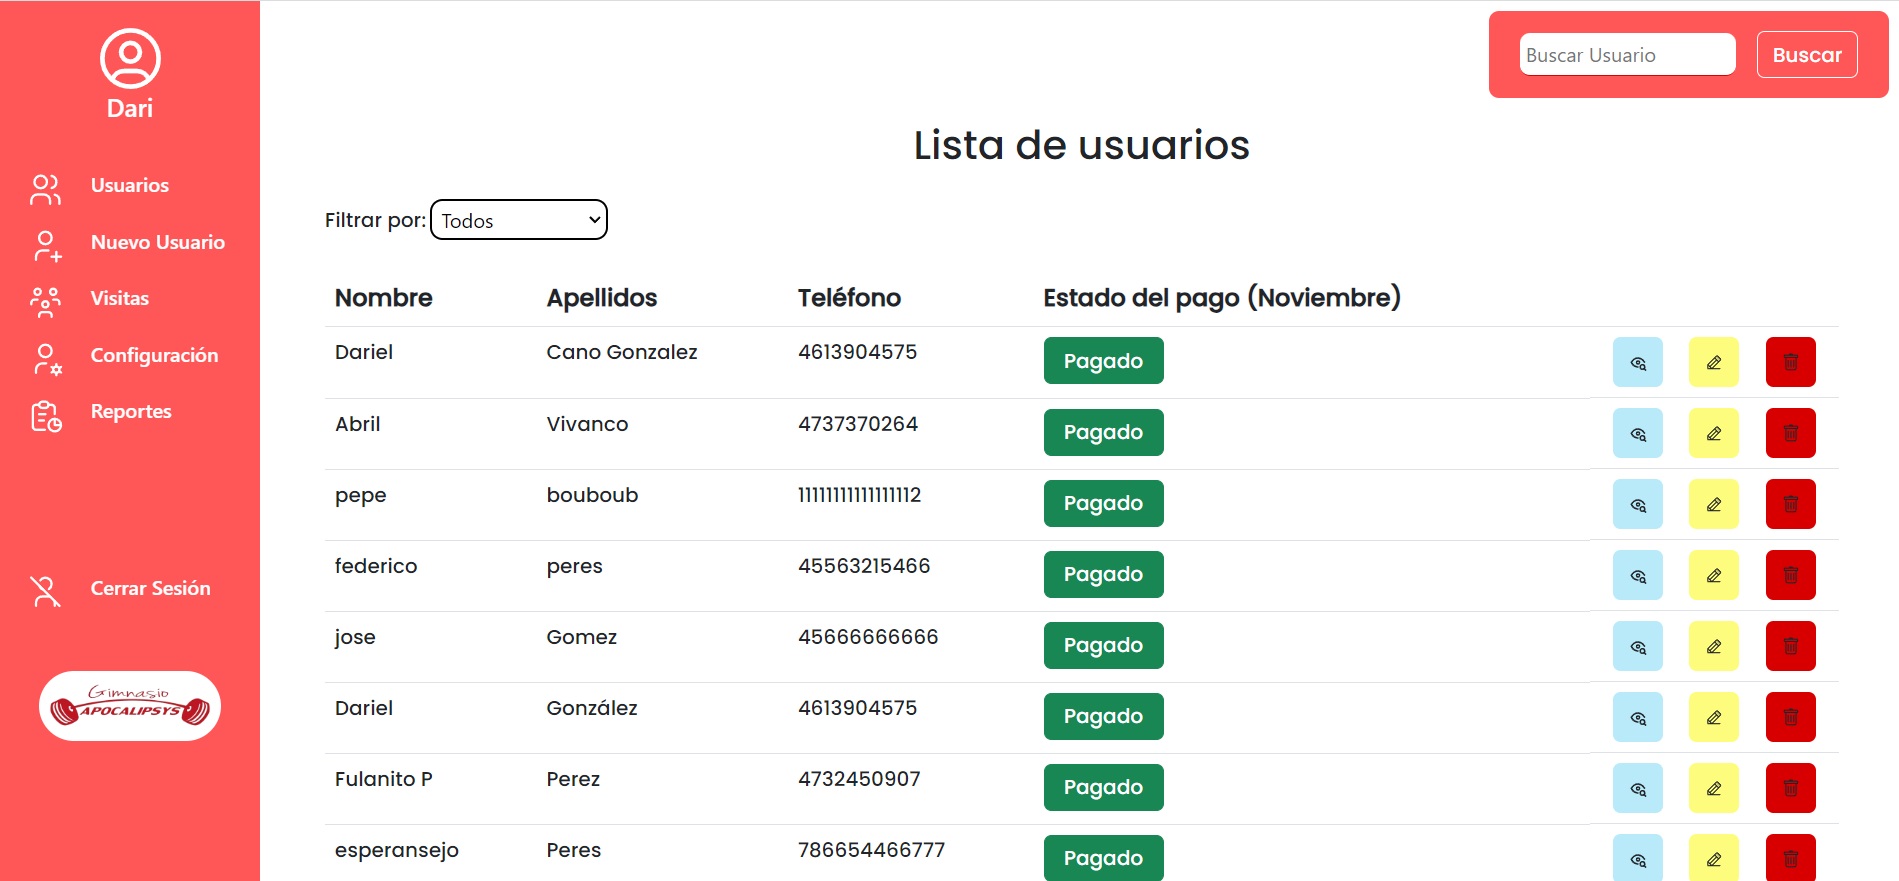 Dari
Usuarios
Nuevo Usuario
Visitas
Configuración
Reportes
Cerrar Sesión
Gimnasio
APOCALIPSYS
Buscar Usuario Buscar
Lista de usuarios
Filtrar por: Todos
Nombre Apellidos Teléfono Estado del pago (Noviembre)
Dariel Cano Gonzalez 4613904575 Pagado
Abril Vivanco 4737370264 Pagado
pepe bouboub 11111111111111112 Pagado
federico peres 45563215466 Pagado
jose Gomez 45666666666 Pagado
Dariel González 4613904575 Pagado
Fulanito P Perez 4732450907 Pagado
esperansejo Peres 786654466777 Pagado